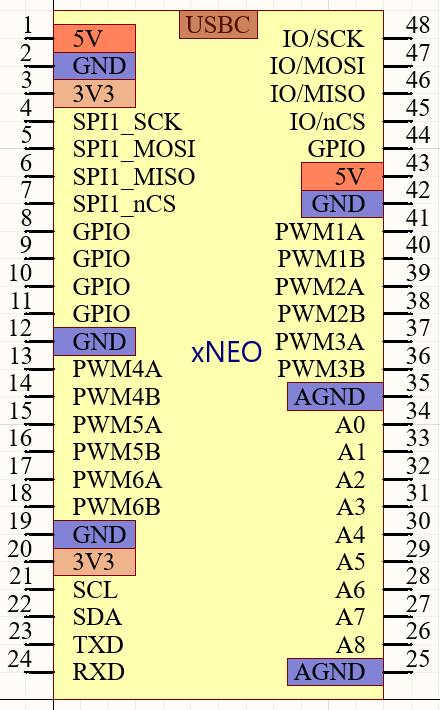 USBC
1 5V IO/SCK 48
2 GND IO/MOSI 47
3 3V3 IO/MISO 46
4 SPI1_SCK IO/nCS 45
5 SPI1_MOSI GPIO 44
6 SPI1_MISO 5V 43
7 SPI1_nCS GND 42
8 GPIO PWM1A 41
9 GPIO PWM1B 40
10 GPIO PWM2A 39
11 GPIO PWM2B 38
12 GND PWM3A 37
xNEO
13 PWM4A PWM3B 36
14 PWM4B AGND 35
15 PWM5A A0 34
16 PWM5B A1 33
17 PWM6A A2 32
18 PWM6B A3 31
19 GND A4 30
20 3V3 A5 29
21 SCL A6 28
22 SDA A7 27
23 TXD A8 26
24 RXD AGND 25